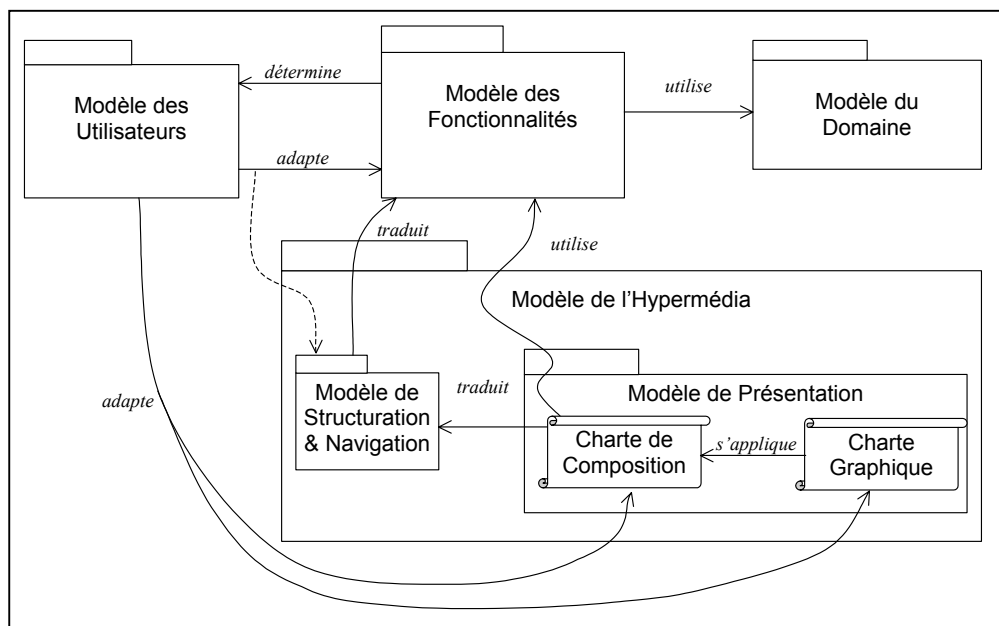 Modèle des
Utilisateurs
détermine
adapte
Modèle des
Fonctionnalités
utilise
Modèle du
Domaine
traduit
utilise
Modèle de l’Hypermédia
adapte
Modèle de
Structuration
& Navigation
traduit
Modèle de Présentation
Charte de
Composition
s’applique
Charte
Graphique